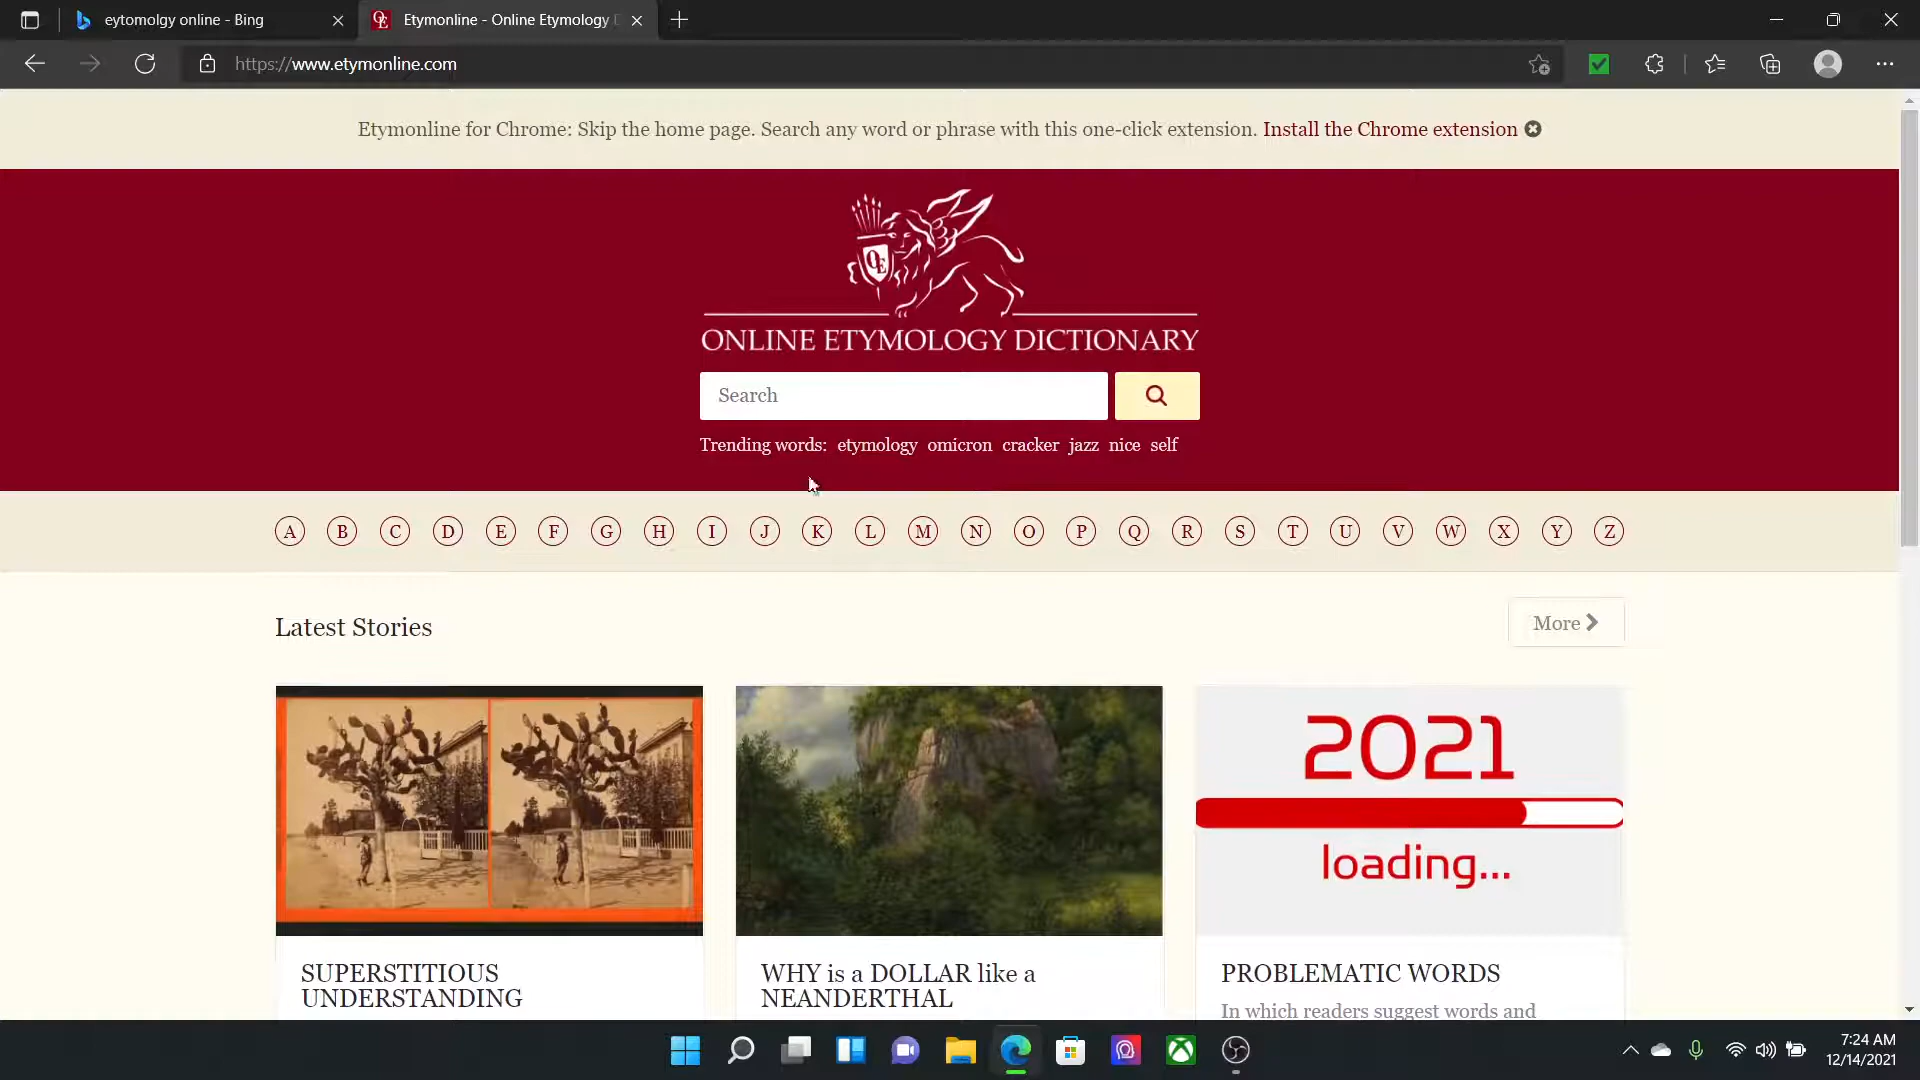 eytomolgy online - Bing
Etymonline - Online Etymology
https://www.etymonline.com
Etymonline for Chrome: Skip the home page. Search any word or phrase with this one-click extension. Install the Chrome extension
OE
ONLINE ETYMOLOGY DICTIONARY
Search
Trending words: etymology omicron cracker jazz nice self
A B C D E F G H I J K L M N O P Q R S T U V W X Y Z
Latest Stories
More
2021
loading...
SUPERSTITIOUS
UNDERSTANDING
WHY is a DOLLAR like a
NEANDERTHAL
PROBLEMATIC WORDS
In which readers suggest words and
7:24 AM
12/14/2021